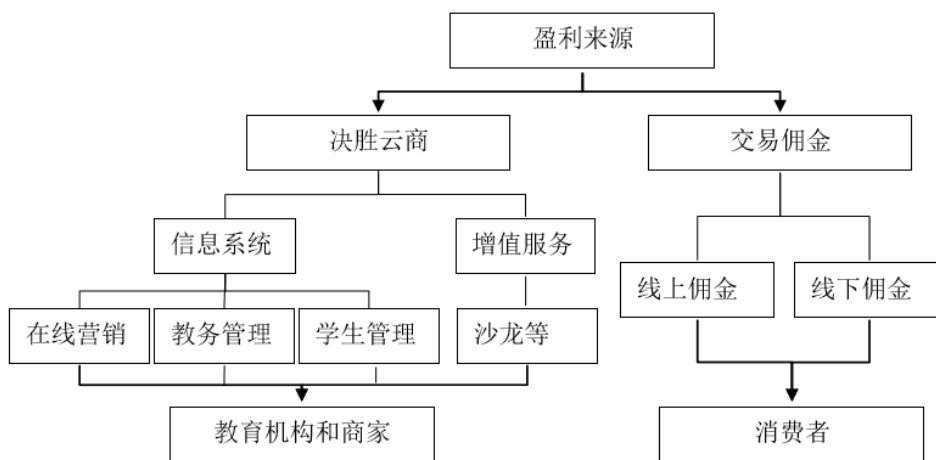 盈利来源
决胜云商
交易佣金
信息系统
增值服务
线上佣金
线下佣金
在线营销
教务管理
学生管理
沙龙等
教育机构和商家
消费者